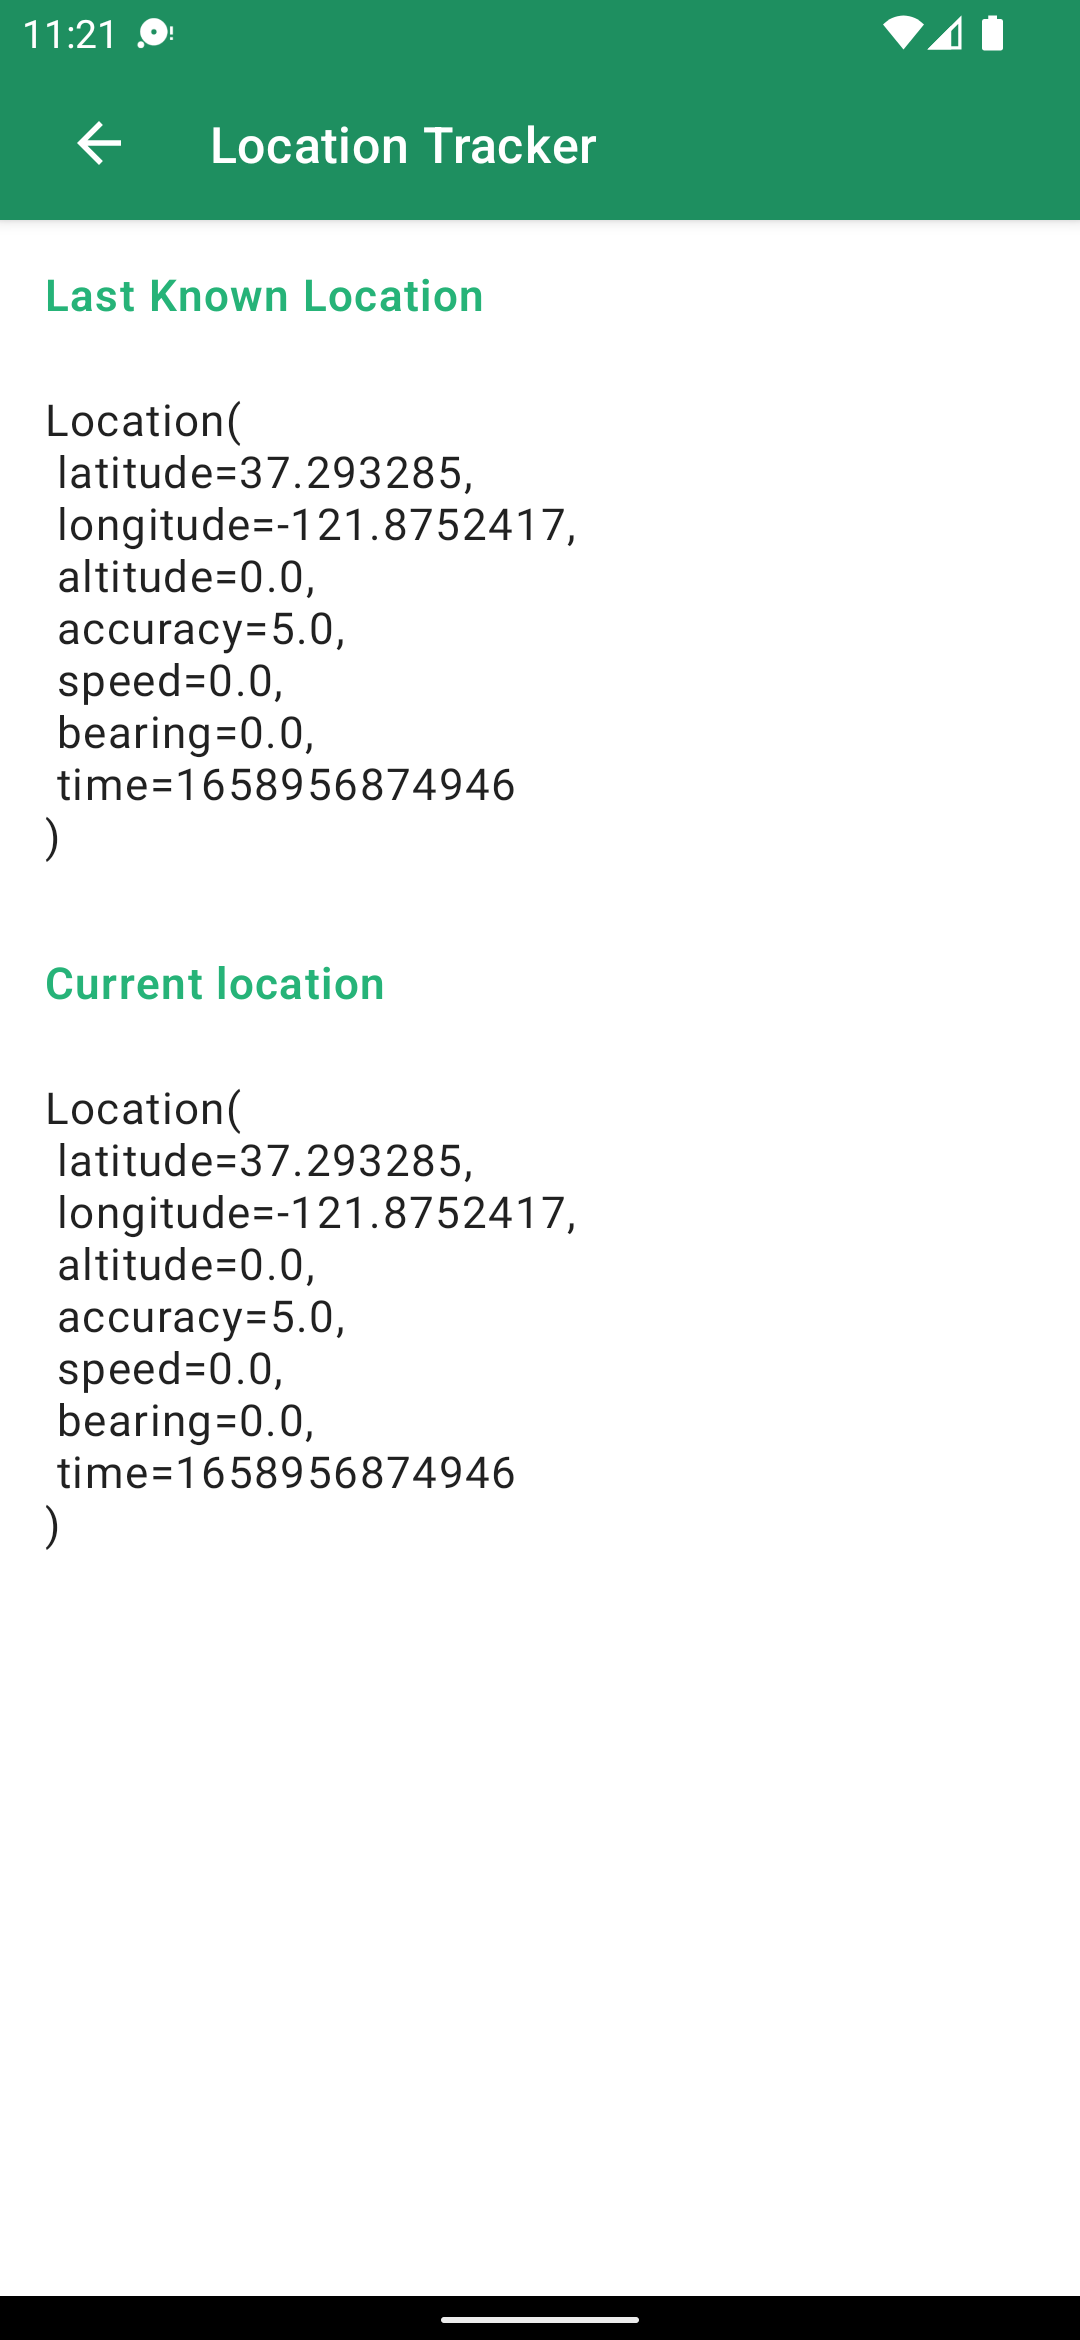 11:21
Location Tracker
Last Known Location
Location(
latitude=37.293285,
longitude=-121.8752417,
altitude=0.0,
accuracy=5.0,
speed=0.0,
bearing=0.0,
time=1658956874946
)
Current location
Location(
latitude=37.293285,
longitude=-121.8752417,
altitude=0.0,
accuracy=5.0,
speed=0.0,
bearing=0.0,
time=1658956874946
)